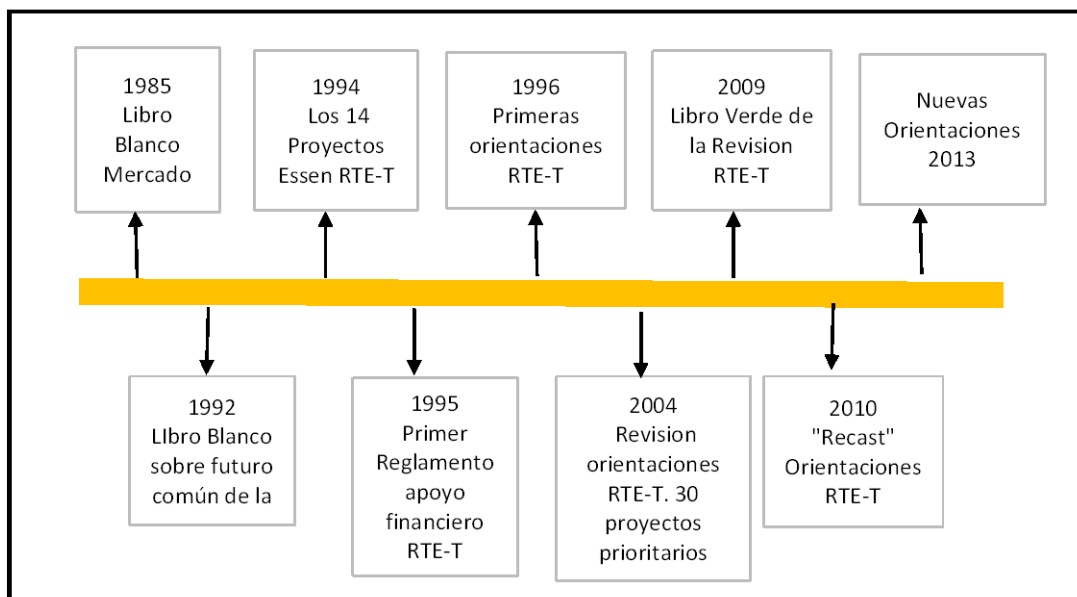 1985
Libro
Blanco
Mercado
1994
Los 14
Proyectos
Essen RTE-T
1996
Primeras
orientaciones
RTE-T
2009
Libro Verde de
la Revision
RTE-T
Nuevas
Orientaciones
2013
1992
LIbro Blanco
sobre futuro
común de la
1995
Primer
Reglamento
apoyo
financiero
RTE-T
2004
Revision
orientaciones
RTE-T. 30
proyectos
prioritarios
2010
"Recast"
Orientaciones
RTE-T